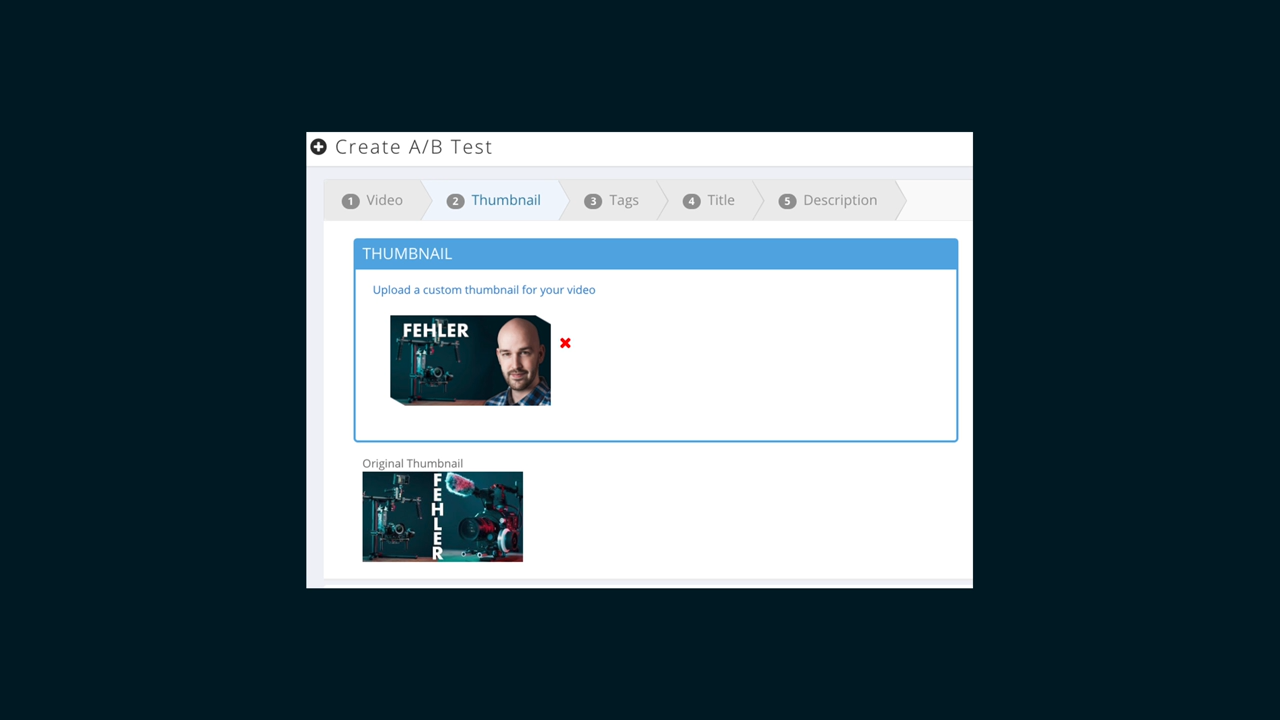 Create A/B Test
1 Video 2 Thumbnail 3 Tags 4 Title 5 Description
THUMBNAIL
Upload a custom thumbnail for your video
FEHLER
Original Thumbnail
FEHLER